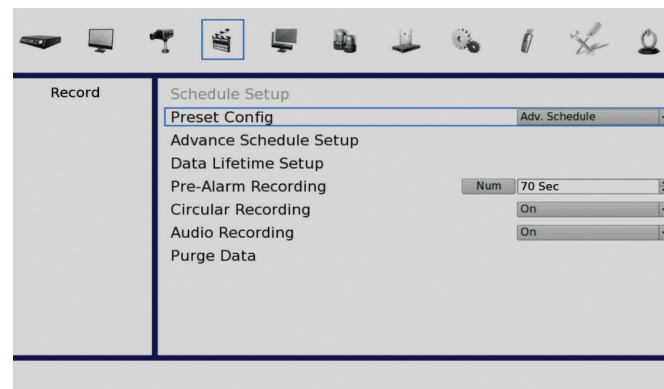 Record
Schedule Setup
Preset Config Adv. Schedule
Advance Schedule Setup
Data Lifetime Setup
Pre-Alarm Recording Num 70 Sec
Circular Recording On
Audio Recording On
Purge Data